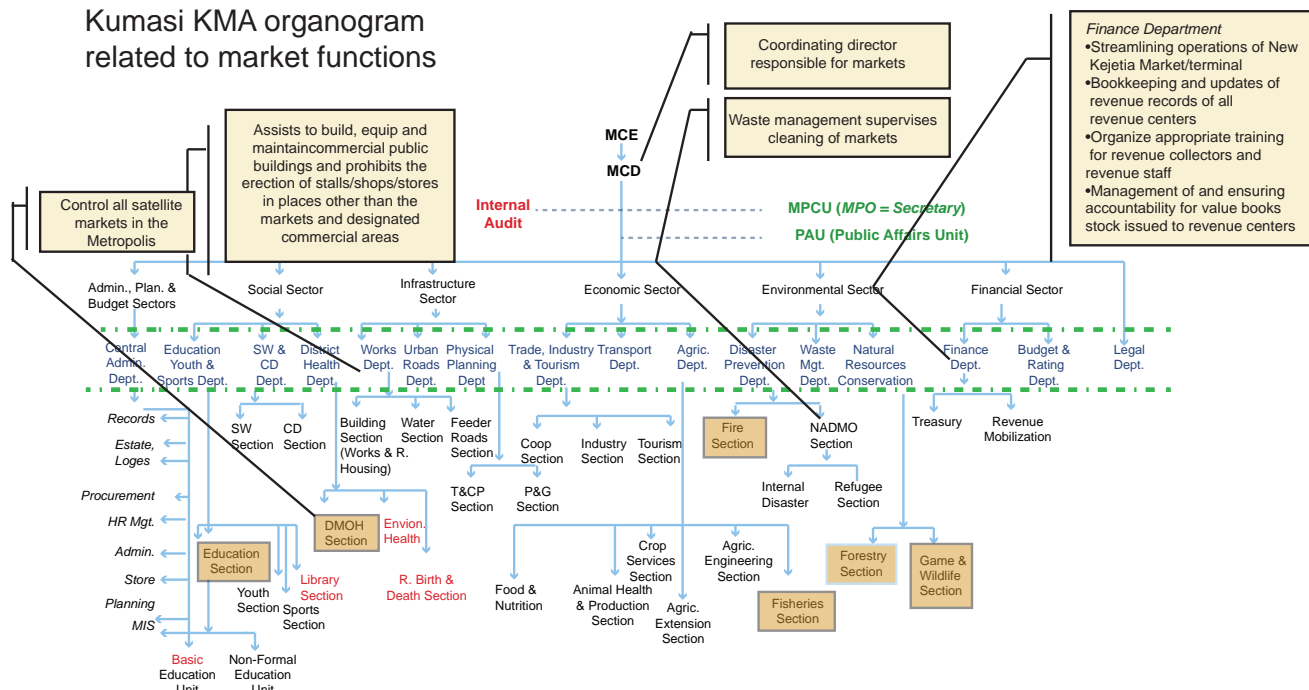 Kumasi KMA organogram
related to market functions
Coordinating director
responsible for markets
Finance Department
•Streamlining operations of New
Kejetia Market/terminal
•Bookkeeping and updates of
revenue records of all
revenue centers
•Organize appropriate training
for revenue collectors and
revenue staff
•Management of and ensuring
accountability for value books
stock issued to revenue centers
Waste management supervises
cleaning of markets
Assists to build, equip and
maintaincommercial public
buildings and prohibits the
erection of stalls/shops/stores
in places other than the
markets and designated
commercial areas
Control all satellite
markets in the
Metropolis
MCE
MCD
Internal
Audit
MPCU (MPO = Secretary)
PAU (Public Affairs Unit)
Admin., Plan. &
Budget Sectors
Social Sector
Infrastructure
Sector
Economic Sector
Environmental Sector
Financial Sector
Central
Admin.
Dept..
Education
Youth &
Sports Dept.
SW &
CD
Dept.
District
Health
Dept.
Works
Dept.
Urban
Roads
Dept.
Physical
Planning
Dept
Trade, Industry
& Tourism
Dept.
Transport
Dept.
Agric.
Dept.
Disaster
Prevention
Dept.
Waste
Mgt.
Dept.
Natural
Resources
Conservation
Finance
Dept.
Budget &
Rating
Dept.
Legal
Dept.
Records
Estate,
Loges
Procurement
HR Mgt.
Admin.
Store
Planning
MIS
SW
Section
CD
Section
Building
Section
(Works & R.
Housing)
Water
Section
Feeder
Roads
Section
T&CP
Section
P&G
Section
Coop
Section
Industry
Section
Tourism
Section
Fire
Section
NADMO
Section
Internal
Disaster
Refugee
Section
Treasury
Revenue
Mobilization
Education
Section
Youth
Section
Sports
Section
Library
Section
DMOH
Section
Envion.
Health
R. Birth &
Death Section
Food &
Nutrition
Animal Health
& Production
Section
Crop
Services
Section
Agric.
Extension
Section
Agric.
Engineering
Section
Fisheries
Section
Forestry
Section
Game &
Wildlife
Section
Basic
Education
Unit
Non-Formal
Education
Unit